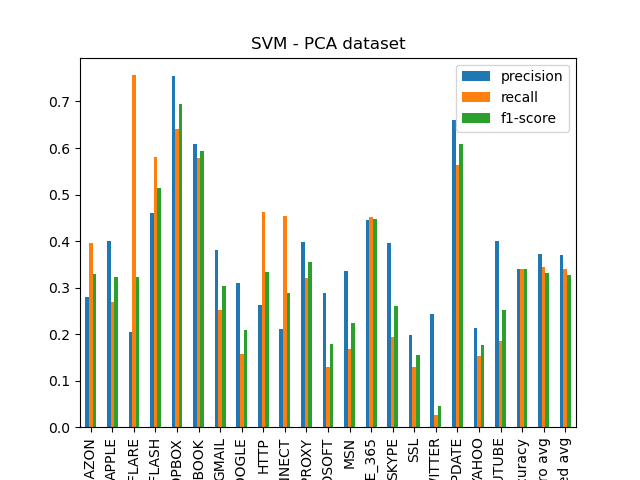 SVM - PCA dataset
precision
recall
f1-score
0.7
0.6
0.5
0.4
0.3
0.2
0.1
0.0
AZON
APPLE
FLARE
FLASH
OPBOX
BOOK
GMAIL
OOGLE
HTTP
NNECT
PROXY
OSOFT
MSN
E_365
SKYPE
SSL
ITTER
PDATE
YAHOO
UTUBE
curacy
ro avg
ed avg